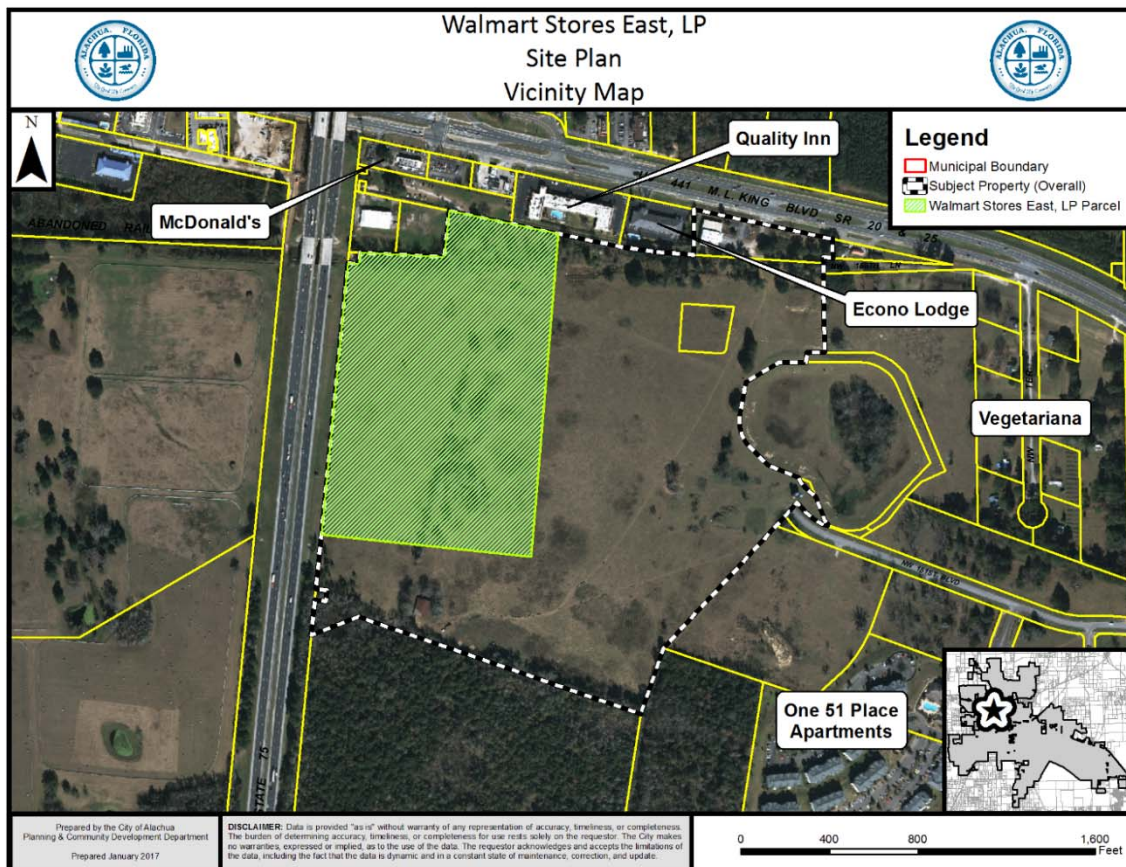 Walmart Stores East, LP
Site Plan
Vicinity Map
ALACHUA, FLORIDA
ALACHUA, FLORIDA
N
Quality Inn
McDonald's
Econo Lodge
Vegetariana
One 51 Place
Apartments
Legend
Municipal Boundary
Subject Property (Overall)
Walmart Stores East, LP Parcel
441 M.L. KING BLVD SR 20 & 25
ABANDONED RAI
STATE 75
NW
Prepared by the City of Alachua
Planning & Community Development Department
Prepared January 2017
DISCLAIMER: Data is provided "as is" without warranty of any representation of accuracy, timeliness, or completeness.
The burden of determining accuracy, timeliness, or completeness for use rests solely on the requestor. The City makes
no warranties, expressed or implied, as to the use of the data. The requestor acknowledges and accepts the limitations of
the data, including the fact that the data is dynamic and in a constant state of maintenance, correction, and update.
0 400 800 1,600
Feet